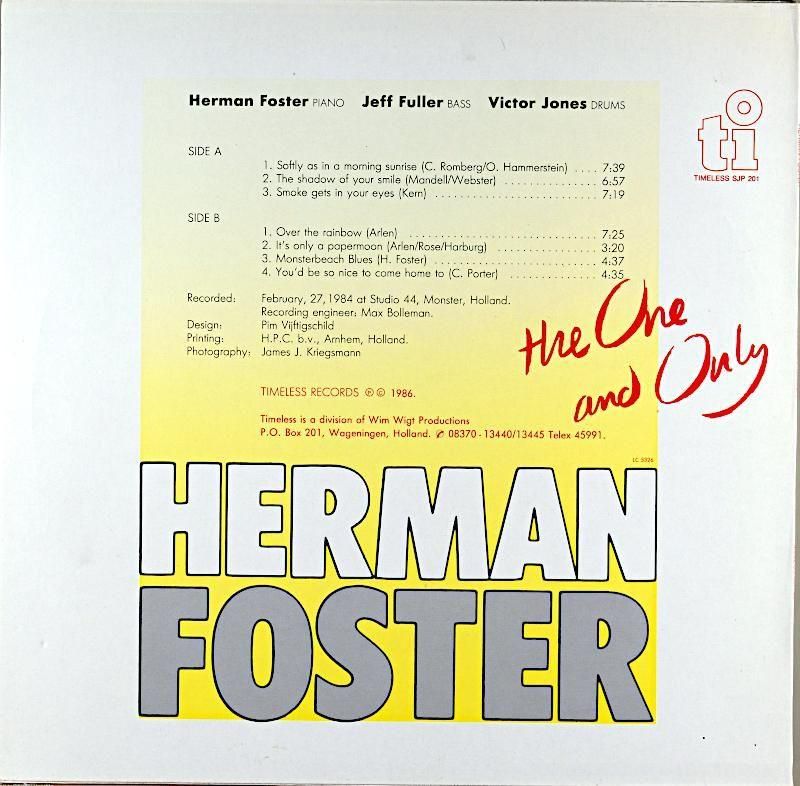 Herman Foster PIANO Jeff Fuller BASS Victor Jones DRUMS
ti
TIMELESS SJP 201
SIDE A
1. Softly as in a morning sunrise (C. Romberg/O. Hammerstein) .... 7:39
2. The shadow of your smile (Mandell/Webster) .............. 6:57
3. Smoke gets in your eyes (Kern) ........................ 7:19
SIDE B
1. Over the rainbow (Arlen) .............................. 7:25
2. It's only a papermoon (Arlen/Rose/Harburg) ............... 3:20
3. Monsterbeach Blues (H. Foster) ......................... 4:37
4. You'd be so nice to come home to (C. Porter) ............. 4:35
Recorded: February, 27, 1984 at Studio 44, Monster, Holland.
Recording engineer: Max Bolleman.
Design: Pim Vijftigschild
Printing: H.P.C. b.v., Arnhem, Holland.
Photography: James J. Kriegsmann
the One
and Only
TIMELESS RECORDS ℗© 1986.
Timeless is a division of Wim Wigt Productions
P.O. Box 201, Wageningen, Holland. ✆ 08370-13440/13445 Telex 45991.
LC 5326
HERMAN
FOSTER